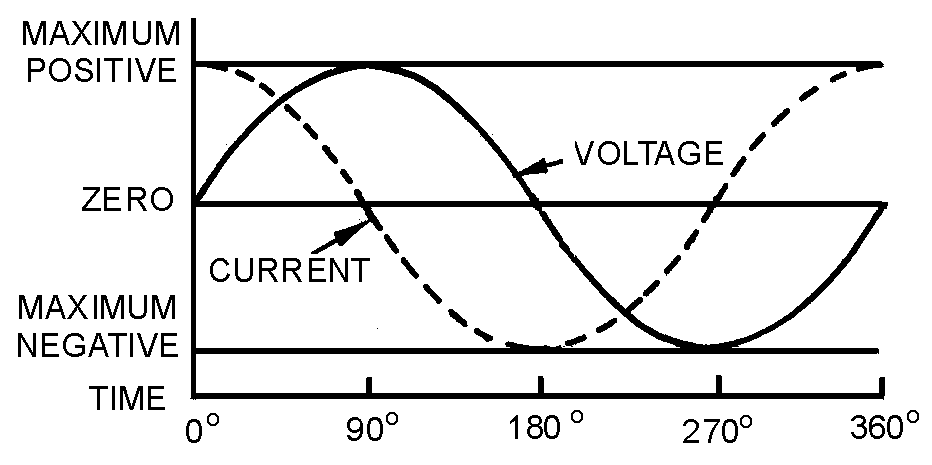 MAXIMUM
POSITIVE
VOLTAGE
ZERO
CURRENT
MAXIMUM
NEGATIVE
TIME
0° 90° 180° 270° 360°